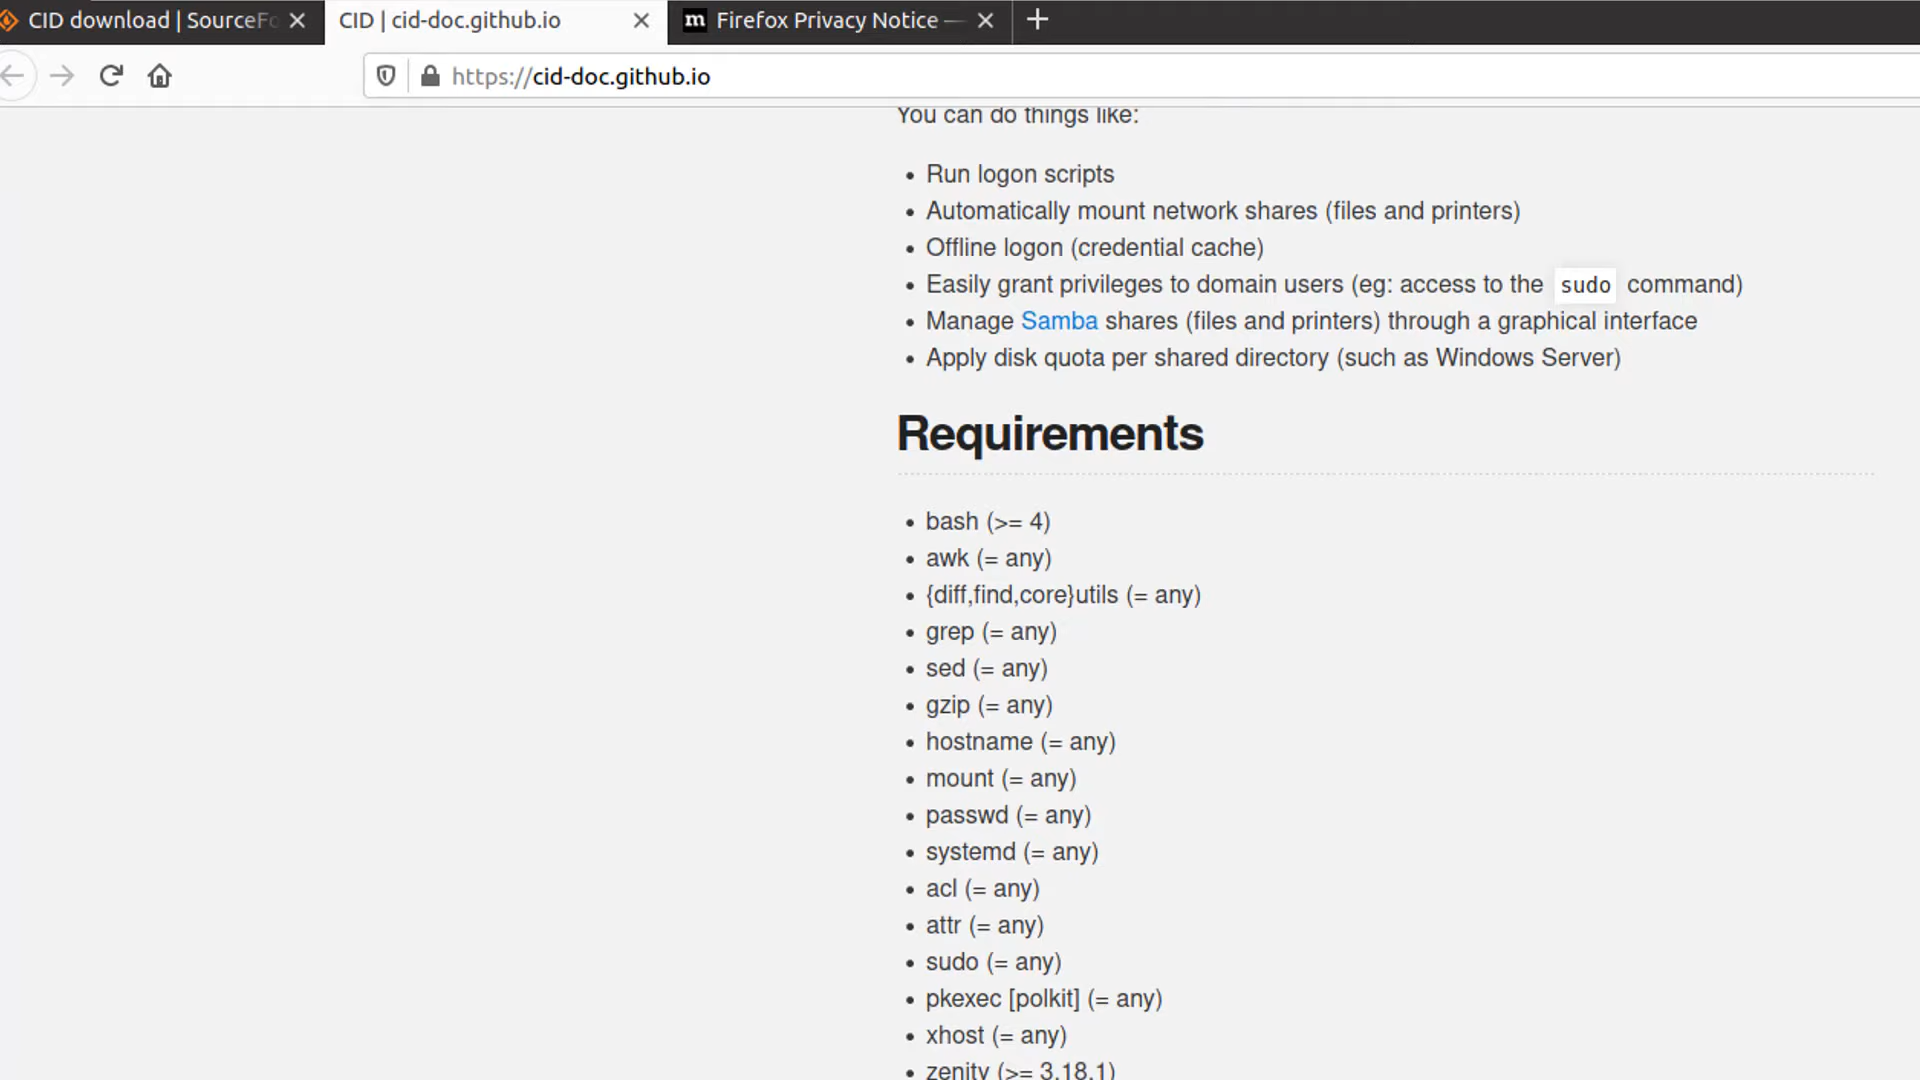 CID download | SourceFo
CID | cid-doc.github.io
m Firefox Privacy Notice —
https://cid-doc.github.io
You can do things like:
• Run logon scripts
• Automatically mount network shares (files and printers)
• Offline logon (credential cache)
• Easily grant privileges to domain users (eg: access to the sudo command)
• Manage Samba shares (files and printers) through a graphical interface
• Apply disk quota per shared directory (such as Windows Server)
Requirements
• bash (>= 4)
• awk (= any)
• {diff,find,core}utils (= any)
• grep (= any)
• sed (= any)
• gzip (= any)
• hostname (= any)
• mount (= any)
• passwd (= any)
• systemd (= any)
• acl (= any)
• attr (= any)
• sudo (= any)
• pkexec [polkit] (= any)
• xhost (= any)
• zenity (>= 3.18.1)